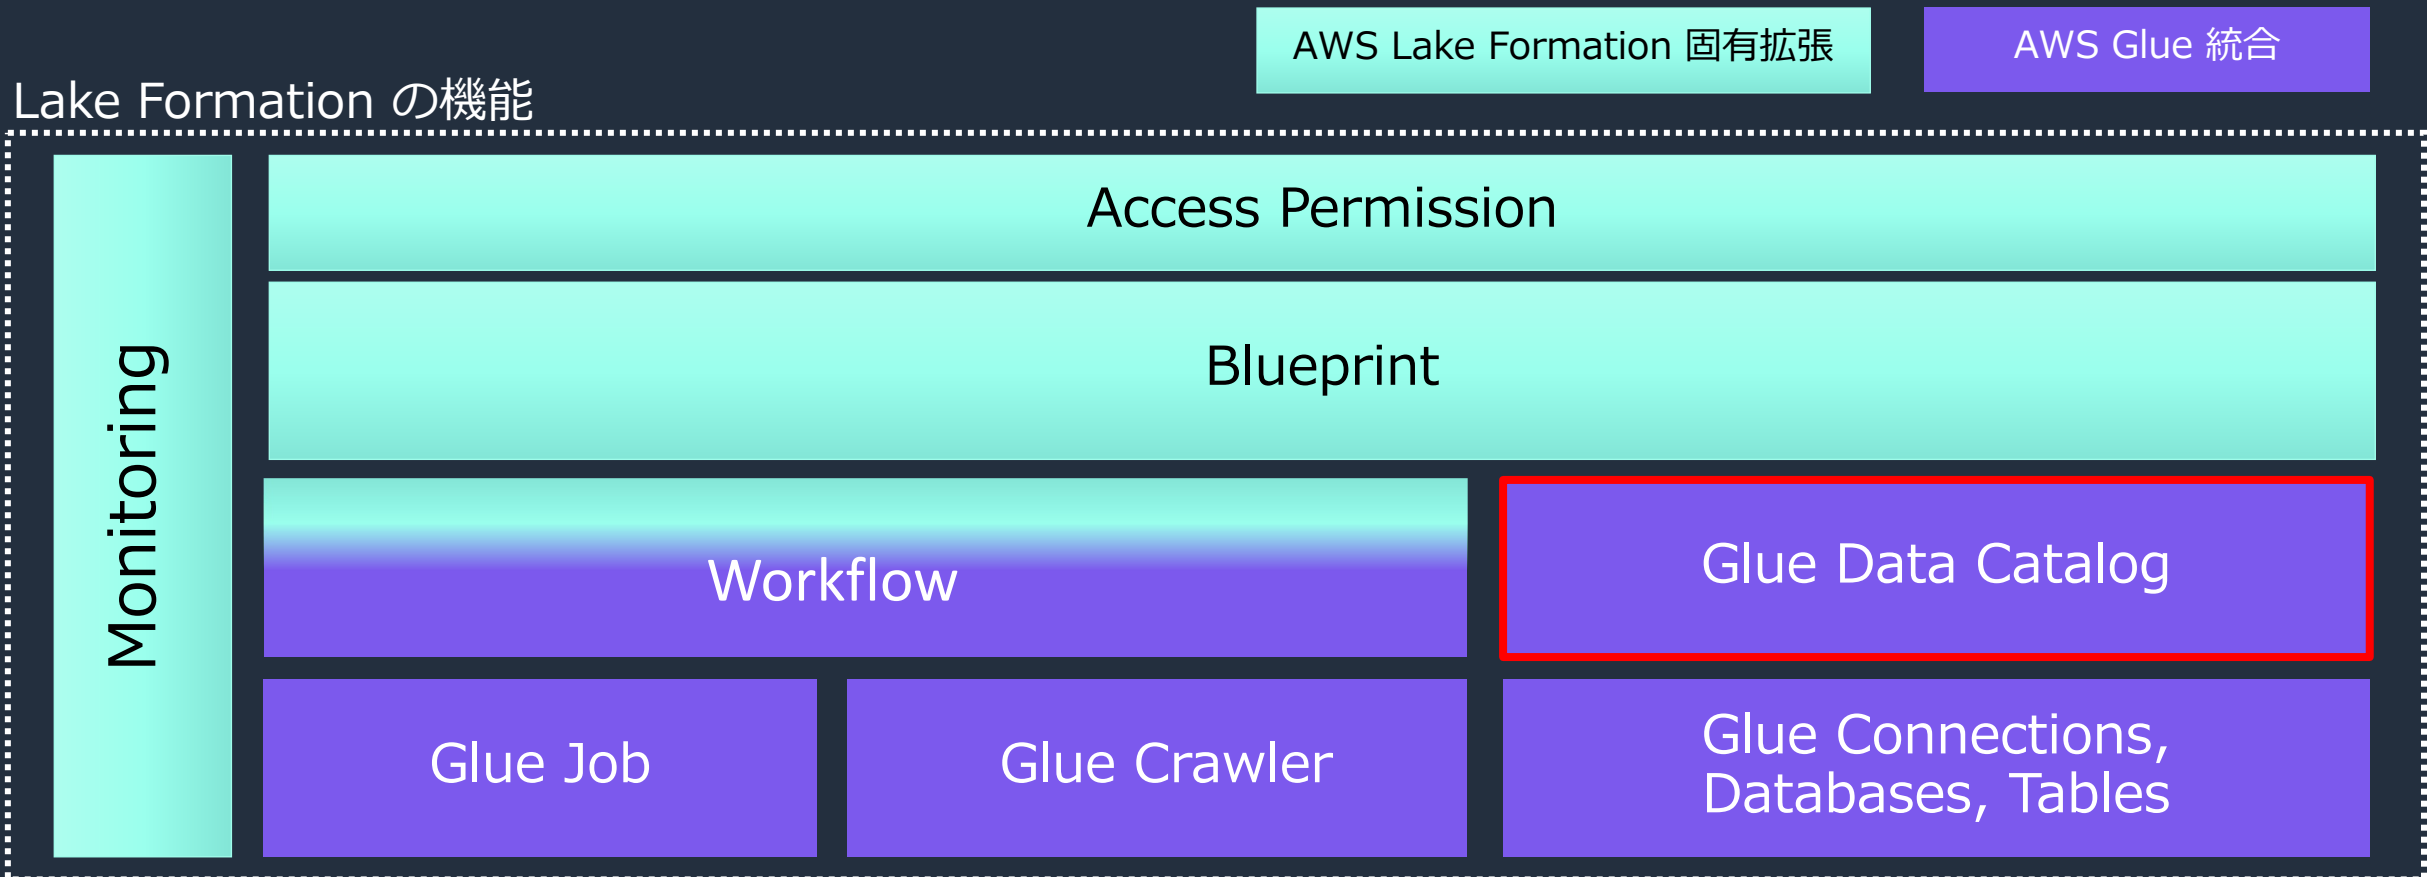 AWS Lake Formation 固有拡張
AWS Glue 統合
Lake Formation の機能
Monitoring
Access Permission
Blueprint
Workflow
Glue Data Catalog
Glue Job
Glue Crawler
Glue Connections,
Databases, Tables